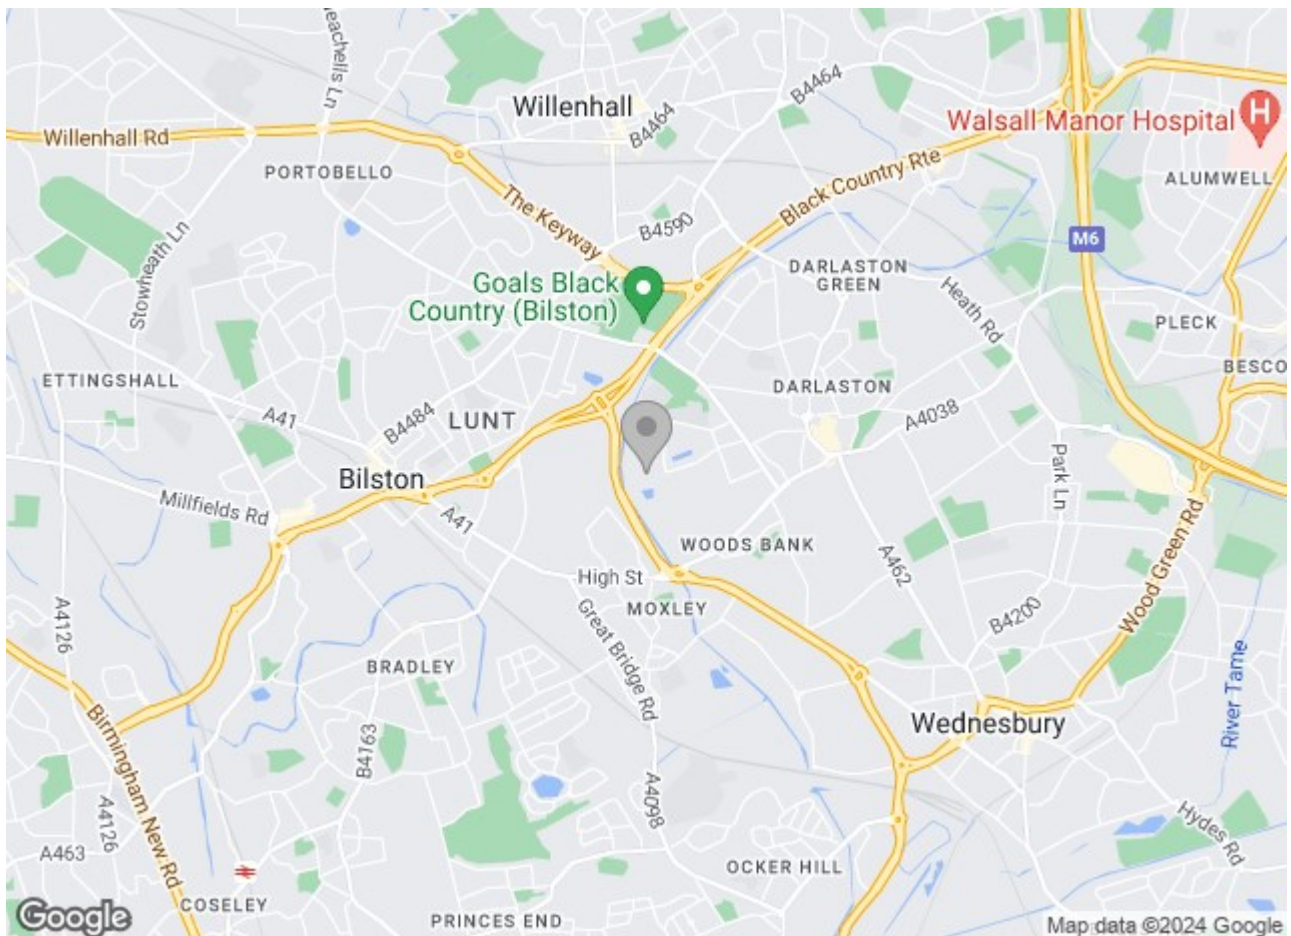 eachells Ln
Willenhall
B4464
B4464
Willenhall Rd
Walsall Manor Hospital
H
PORTOBELLO
Black Country Rte
ALUMWELL
The Keyway
B4590
Stowheath Ln
M6
Goals Black
Country (Bilston)
DARLASTON
GREEN
Heath Rd
PLECK
ETTINGSHALL
BESCO
DARLASTON
A41
B4484
LUNT
A4038
Bilston
Park Ln
Millfields Rd
A41
WOODS BANK
A462
Wood Green Rd
High St
MOXLEY
A4126
Great Bridge Rd
B4200
BRADLEY
River Tame
Birmingham New Rd
B4163
Wednesbury
A4098
A4126
Hydes Rd
A463
OCKER HILL
COSELEY
PRINCES END
Google
Map data ©2024 Google